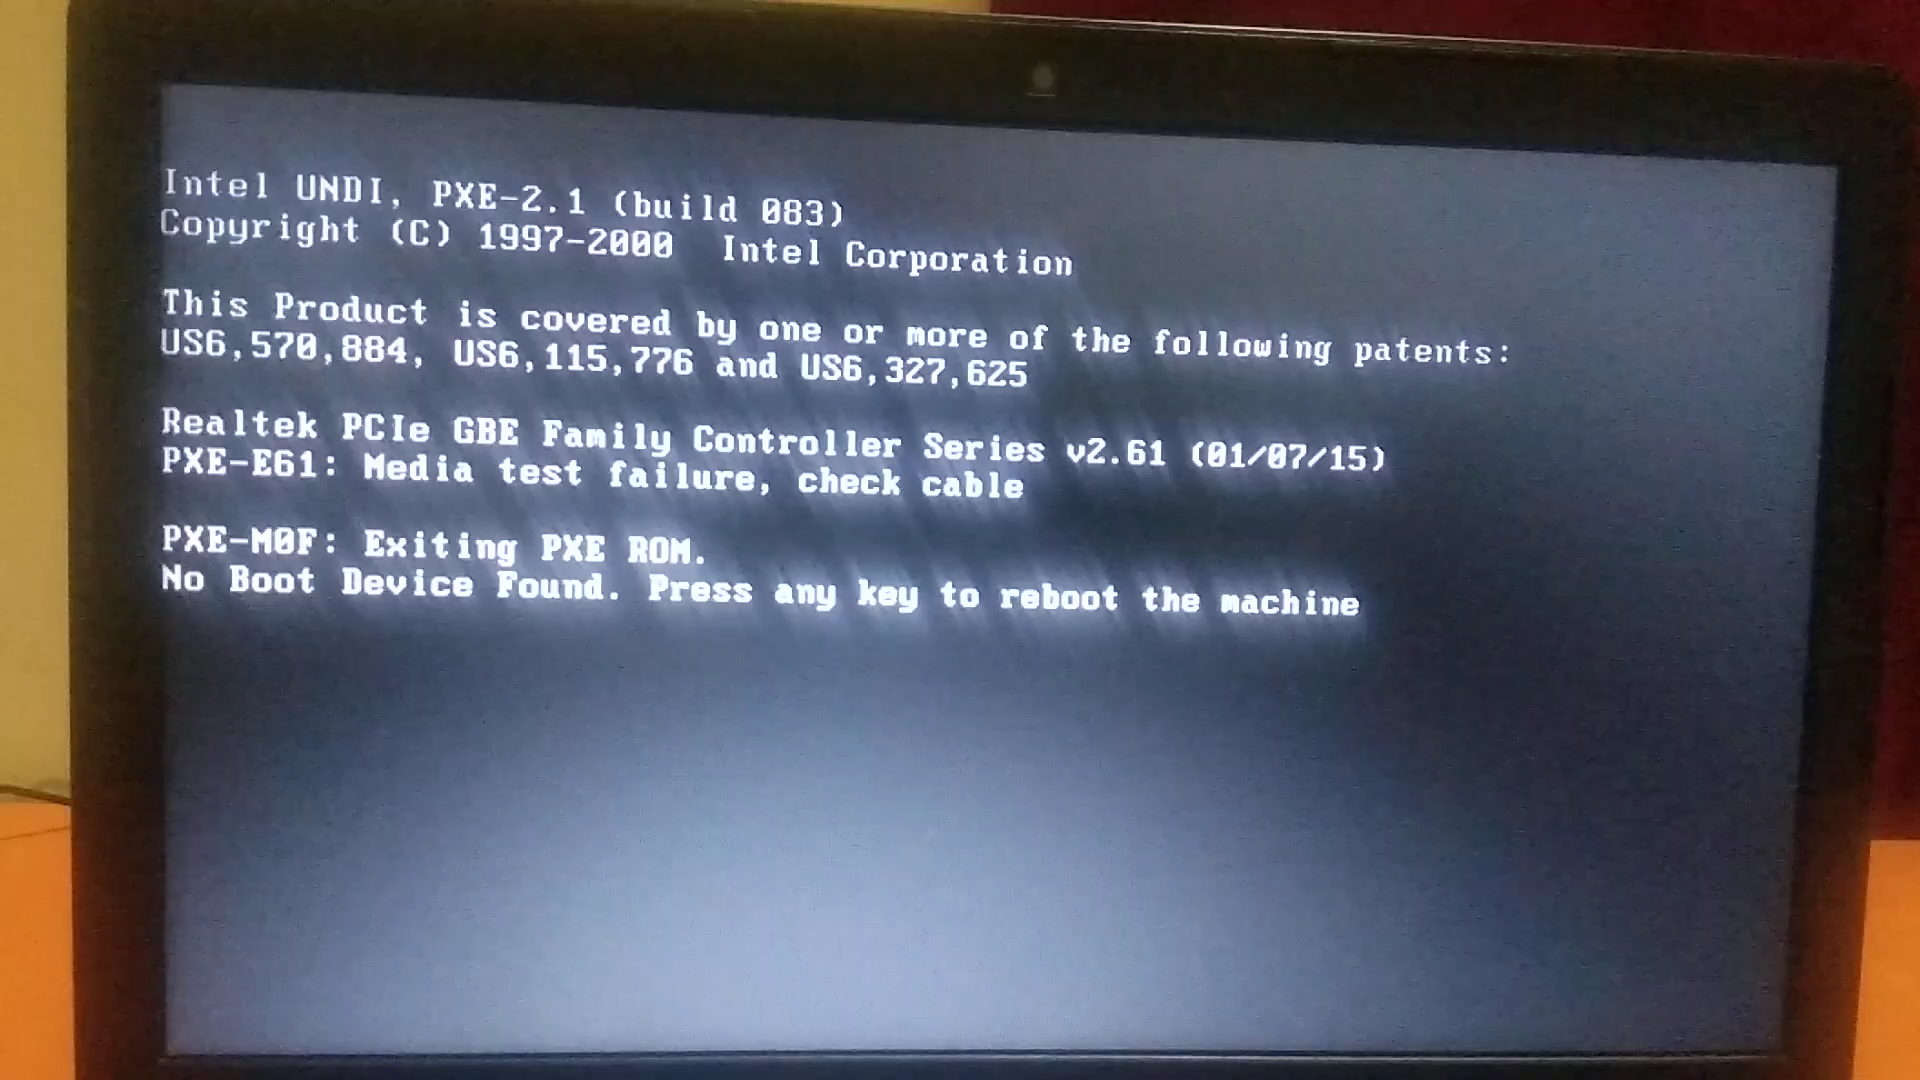 Intel UNDI, PXE-2.1 (build 083)
Copyright (C) 1997-2000  Intel Corporation
This Product is covered by one or more of the following patents:
US6,570,884, US6,115,776 and US6,327,625
Realtek PCIe GBE Family Controller Series v2.61 (01/07/15)
PXE-E61: Media test failure, check cable
PXE-M0F: Exiting PXE ROM.
No Boot Device Found. Press any key to reboot the machine